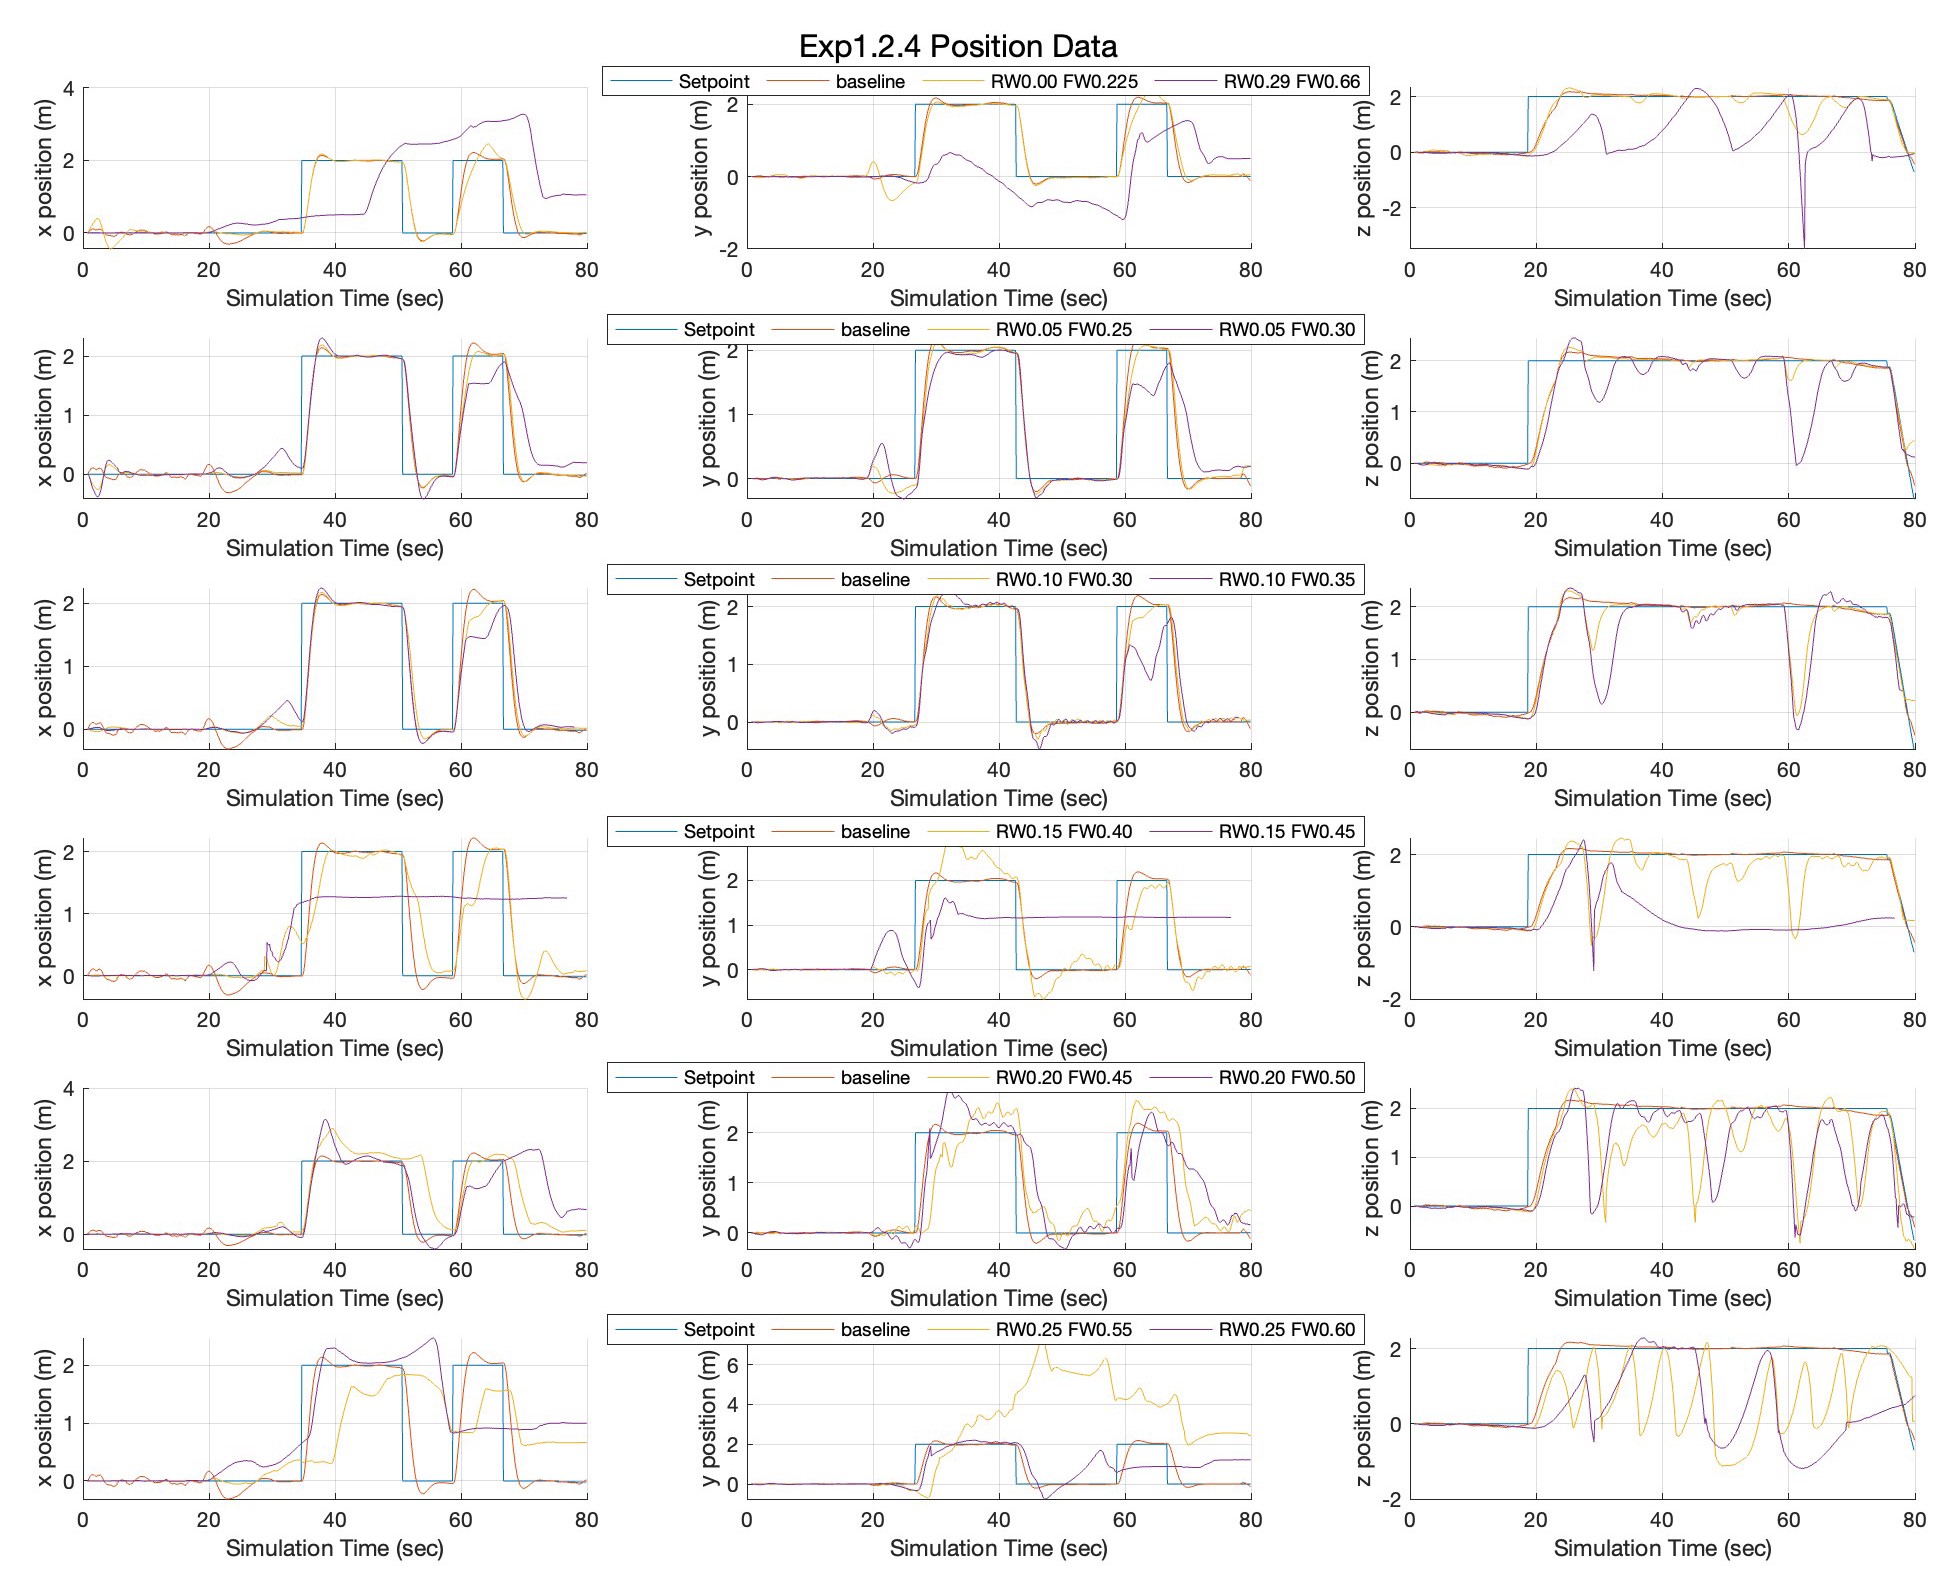 Exp1.2.4 Position Data
Setpoint baseline RW0.00 FW0.225 RW0.29 FW0.66
x position (m)
4
2
0
0 20 40 60 80
Simulation Time (sec)
y position (m)
2
0
-2
0 20 40 60 80
Simulation Time (sec)
z position (m)
2
0
-2
0 20 40 60 80
Simulation Time (sec)
Setpoint baseline RW0.05 FW0.25 RW0.05 FW0.30
x position (m)
2
1
0
0 20 40 60 80
Simulation Time (sec)
y position (m)
2
1
0
0 20 40 60 80
Simulation Time (sec)
z position (m)
2
1
0
0 20 40 60 80
Simulation Time (sec)
Setpoint baseline RW0.10 FW0.30 RW0.10 FW0.35
x position (m)
2
1
0
0 20 40 60 80
Simulation Time (sec)
y position (m)
2
1
0
0 20 40 60 80
Simulation Time (sec)
z position (m)
2
1
0
0 20 40 60 80
Simulation Time (sec)
Setpoint baseline RW0.15 FW0.40 RW0.15 FW0.45
x position (m)
2
1
0
0 20 40 60 80
Simulation Time (sec)
y position (m)
2
1
0
0 20 40 60 80
Simulation Time (sec)
z position (m)
2
0
-2
0 20 40 60 80
Simulation Time (sec)
Setpoint baseline RW0.20 FW0.45 RW0.20 FW0.50
x position (m)
4
2
0
0 20 40 60 80
Simulation Time (sec)
y position (m)
2
1
0
0 20 40 60 80
Simulation Time (sec)
z position (m)
2
1
0
0 20 40 60 80
Simulation Time (sec)
Setpoint baseline RW0.25 FW0.55 RW0.25 FW0.60
x position (m)
2
1
0
0 20 40 60 80
Simulation Time (sec)
y position (m)
6
4
2
0
0 20 40 60 80
Simulation Time (sec)
z position (m)
2
0
-2
0 20 40 60 80
Simulation Time (sec)